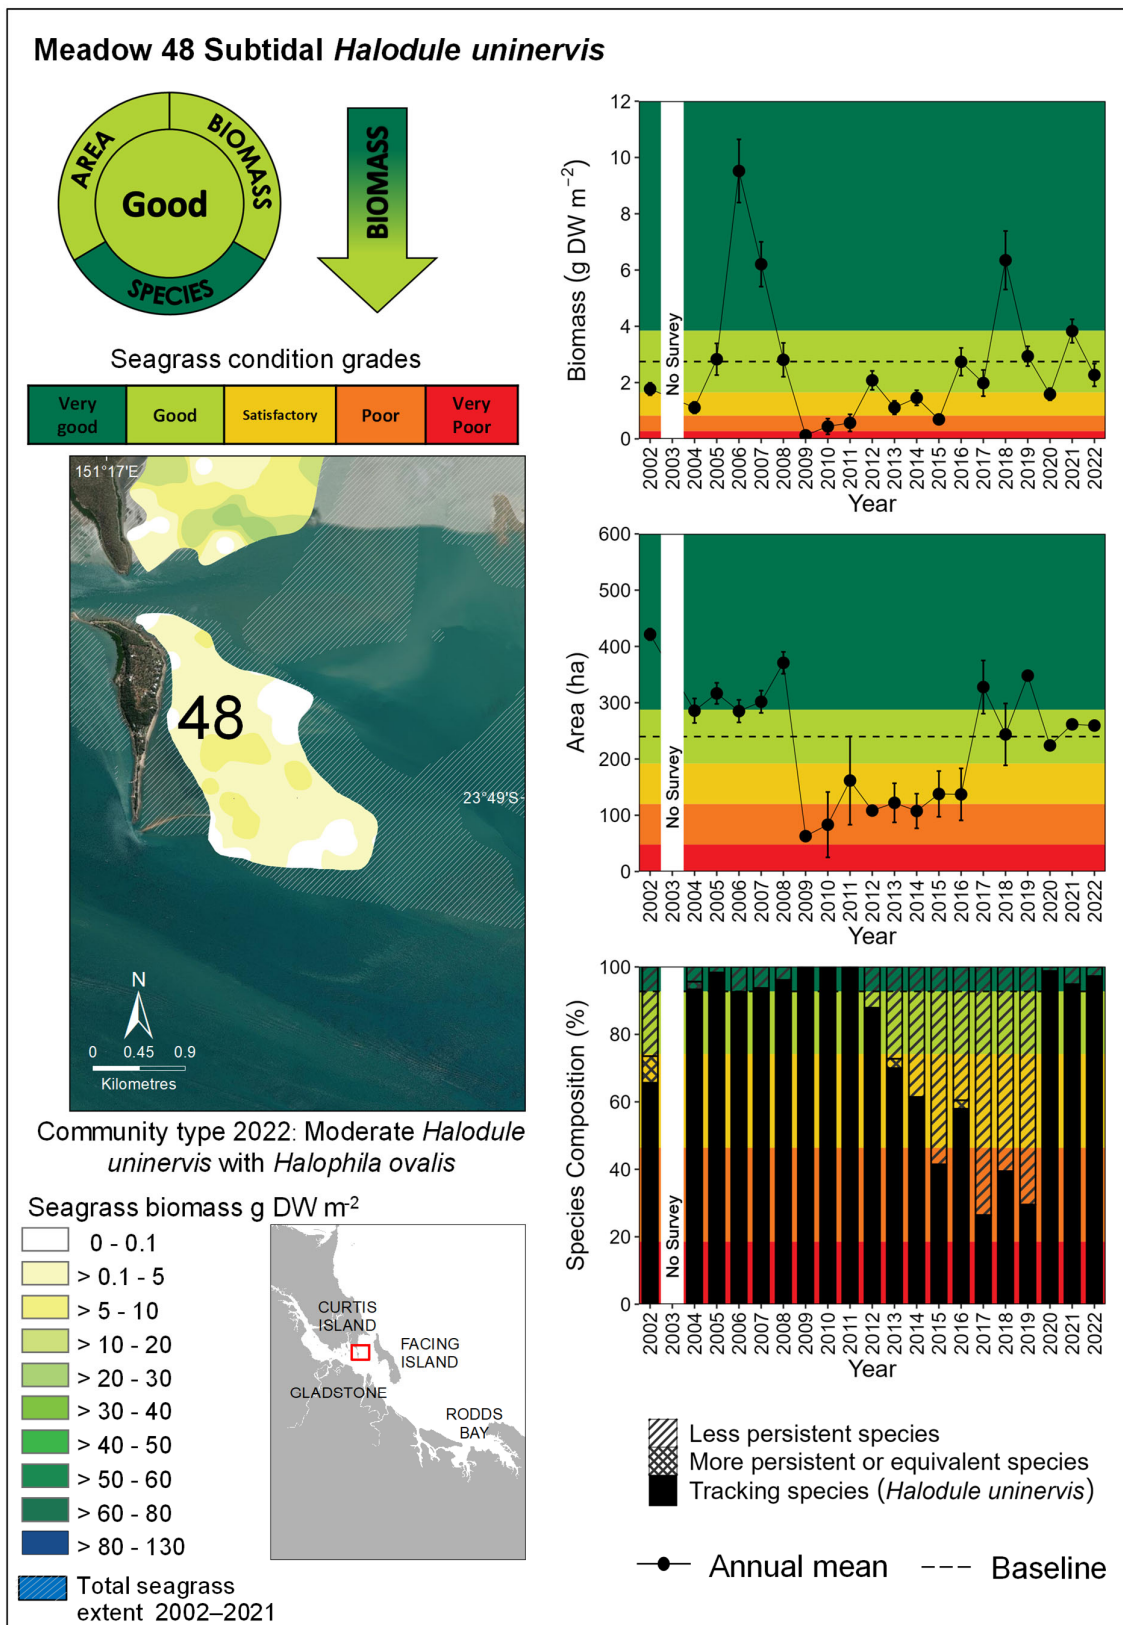 Meadow 48 Subtidal Halodule uninervis
AREA
BIOMASS
Good
SPECIES
BIOMASS
Seagrass condition grades
Very good
Good
Satisfactory
Poor
Very Poor
151°17'E
48
23°49'S
N
0 0.45 0.9
Kilometres
Community type 2022: Moderate Halodule
uninervis with Halophila ovalis
Seagrass biomass g DW m-2
0 - 0.1
> 0.1 - 5
> 5 - 10
> 10 - 20
> 20 - 30
> 30 - 40
> 40 - 50
> 50 - 60
> 60 - 80
> 80 - 130
Total seagrass
extent 2002–2021
CURTIS
ISLAND
FACING
ISLAND
GLADSTONE
RODDS
BAY
Biomass (g DW m−2)
12
10
8
6
4
2
0
No Survey
2002 2003 2004 2005 2006 2007 2008 2009 2010 2011 2012 2013 2014 2015 2016 2017 2018 2019 2020 2021 2022
Year
Area (ha)
600
500
400
300
200
100
0
No Survey
2002 2003 2004 2005 2006 2007 2008 2009 2010 2011 2012 2013 2014 2015 2016 2017 2018 2019 2020 2021 2022
Year
Species Composition (%)
100
80
60
40
20
0
No Survey
2002 2003 2004 2005 2006 2007 2008 2009 2010 2011 2012 2013 2014 2015 2016 2017 2018 2019 2020 2021 2022
Year
Less persistent species
More persistent or equivalent species
Tracking species (Halodule uninervis)
Annual mean
Baseline